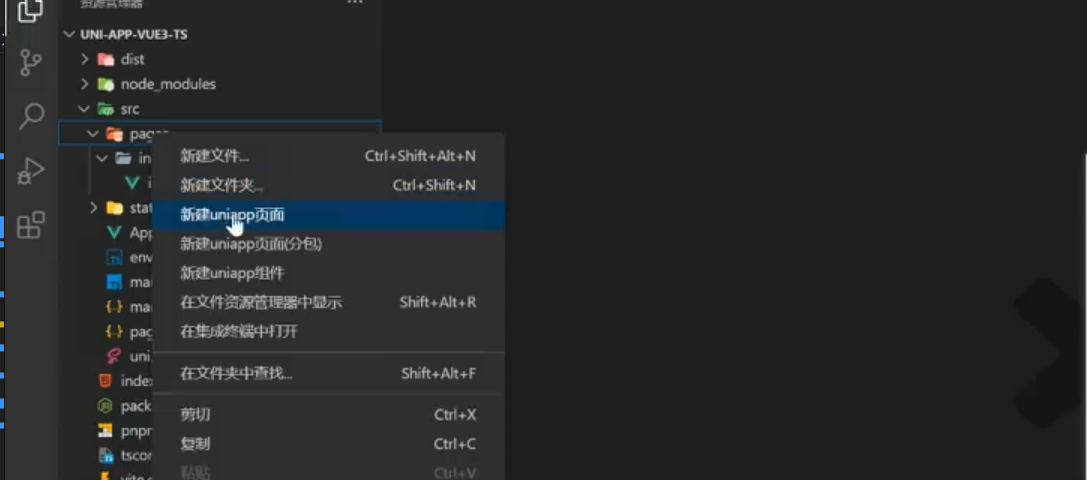 资源管理器
...
UNI-APP-VUE3-TS
dist
node_modules
src
pages
in
i
stat
App
env
mai
ma
pag
uni.
index
pack
pnpm
tscon
vite.c
新建文件... Ctrl+Shift+Alt+N
新建文件夹... Ctrl+Shift+N
新建uniapp页面
新建uniapp页面(分包)
新建uniapp组件
在文件资源管理器中显示 Shift+Alt+R
在集成终端中打开
在文件夹中查找... Shift+Alt+F
剪切 Ctrl+X
复制 Ctrl+C
粘贴 Ctrl+V